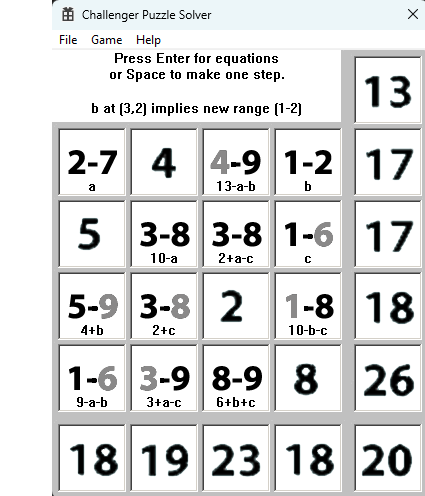 Challenger Puzzle Solver
File Game Help
Press Enter for equations
or Space to make one step.
b at (3,2) implies new range (1-2)
13
2-7 4 4-9 1-2 17
a 13-a-b b
5 3-8 3-8 1-6 17
10-a 2+a-c c
5-9 3-8 2 1-8 18
4+b 2+c 10-b-c
1-6 3-9 8-9 8 26
9-a-b 3+a-c 6+b+c
18 19 23 18 20